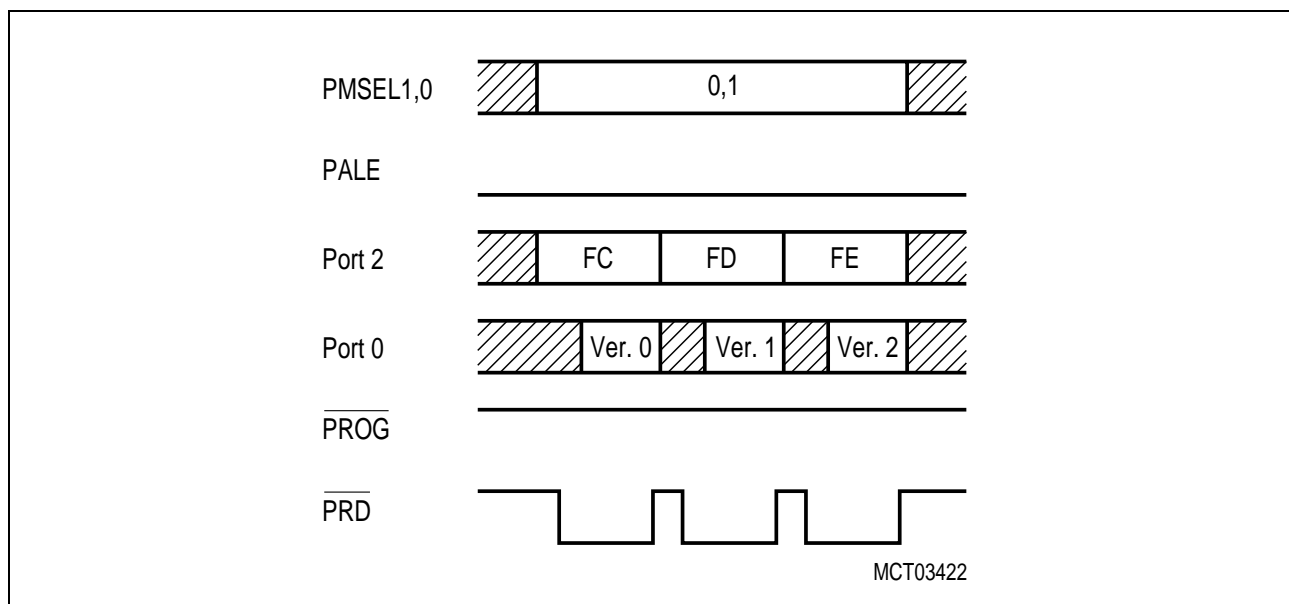 PMSEL1,0 0,1
PALE
Port 2 FC FD FE
Port 0 Ver. 0 Ver. 1 Ver. 2
PROG
PRD
MCT03422